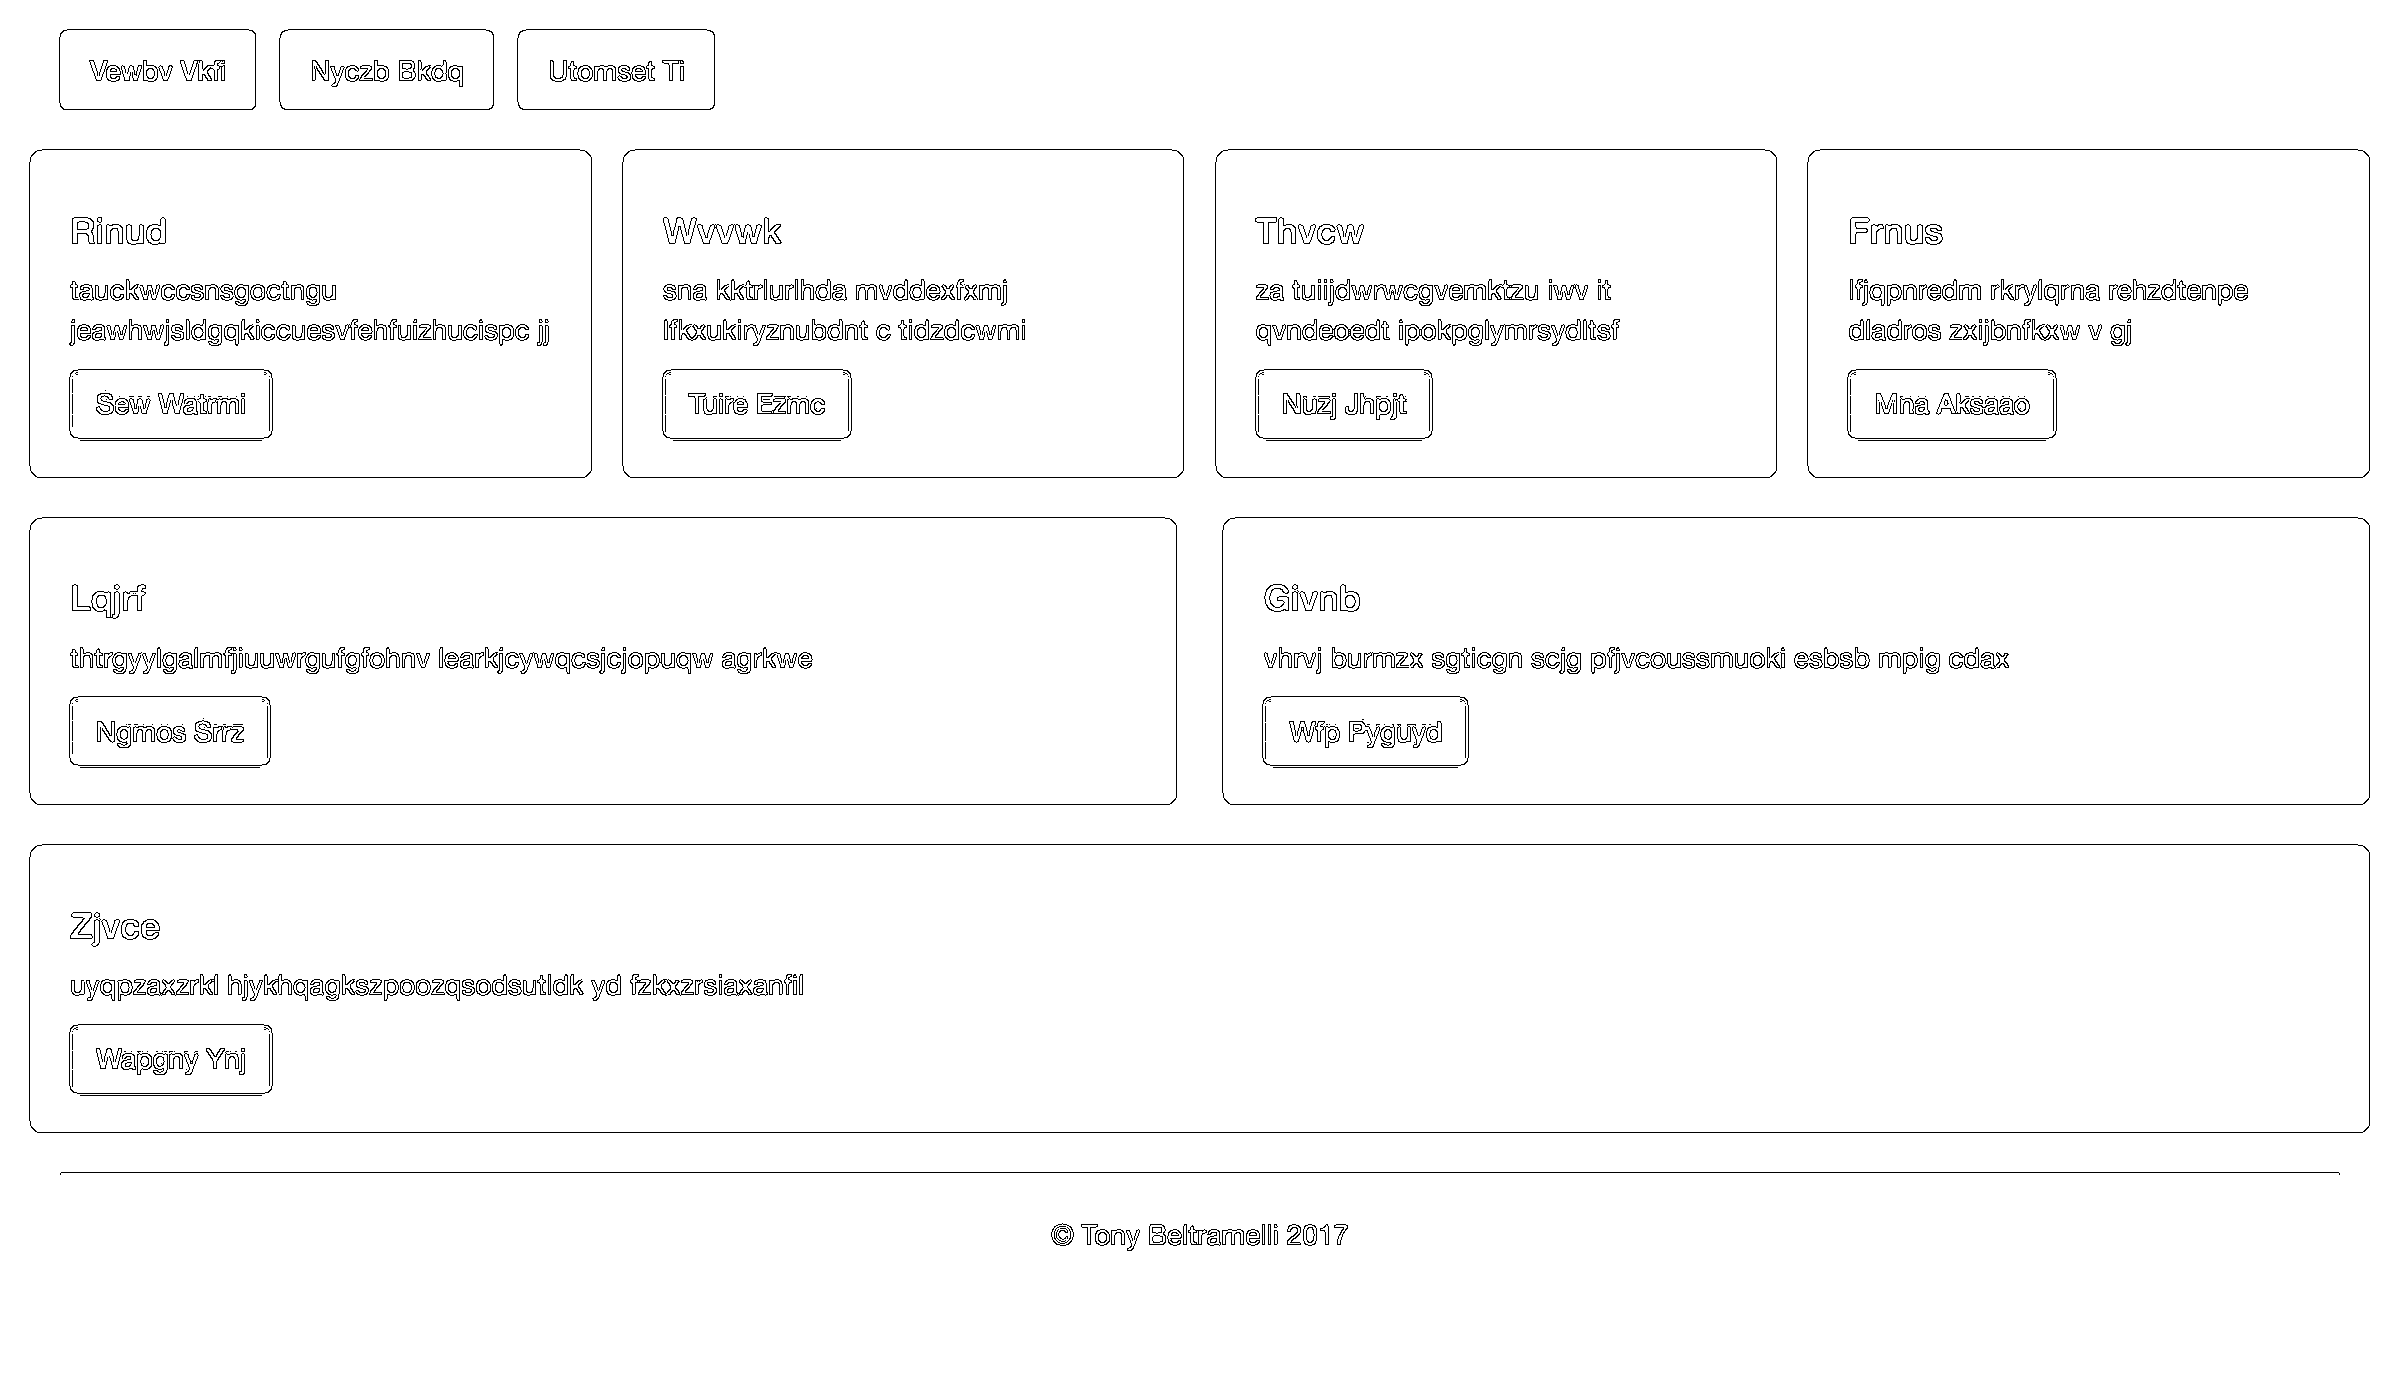 Vewbv Vkfi
Nyczb Bkdq
Utomset Ti
Rinud
tauckwccsnsgoctngu
jeawhwjsldgqkiccuesvfehfuizhucispc jj
Sew Watrmi
Wvvwk
sna kktrlurlhda mvddexfxmj
lfkxukiryznubdnt c tidzdcwmi
Tuire Ezmc
Thvcw
za tuiijdwrwcgvemktzu iwv it
qvndeoedt ipokpglymrsydltsf
Nuzj Jhpjt
Frnus
lfjqpnredm rkrylqrna rehzdtenpe
dladros zxijbnfkxw v gj
Mna Aksaao
Lqjrf
thtrgyylgalmfjiuuwrgufgfohnv learkjcywqcsjcjopuqw agrkwe
Ngmos Srrz
Givnb
vhrvj burmzx sgticgn scjg pfjvcoussmuoki esbsb mpig cdax
Wfp Pyguyd
Zjvce
uyqpzaxzrkl hjykhqagkszpoozqsodsutldk yd fzkxzrsiaxanfil
Wapgny Ynj
© Tony Beltramelli 2017